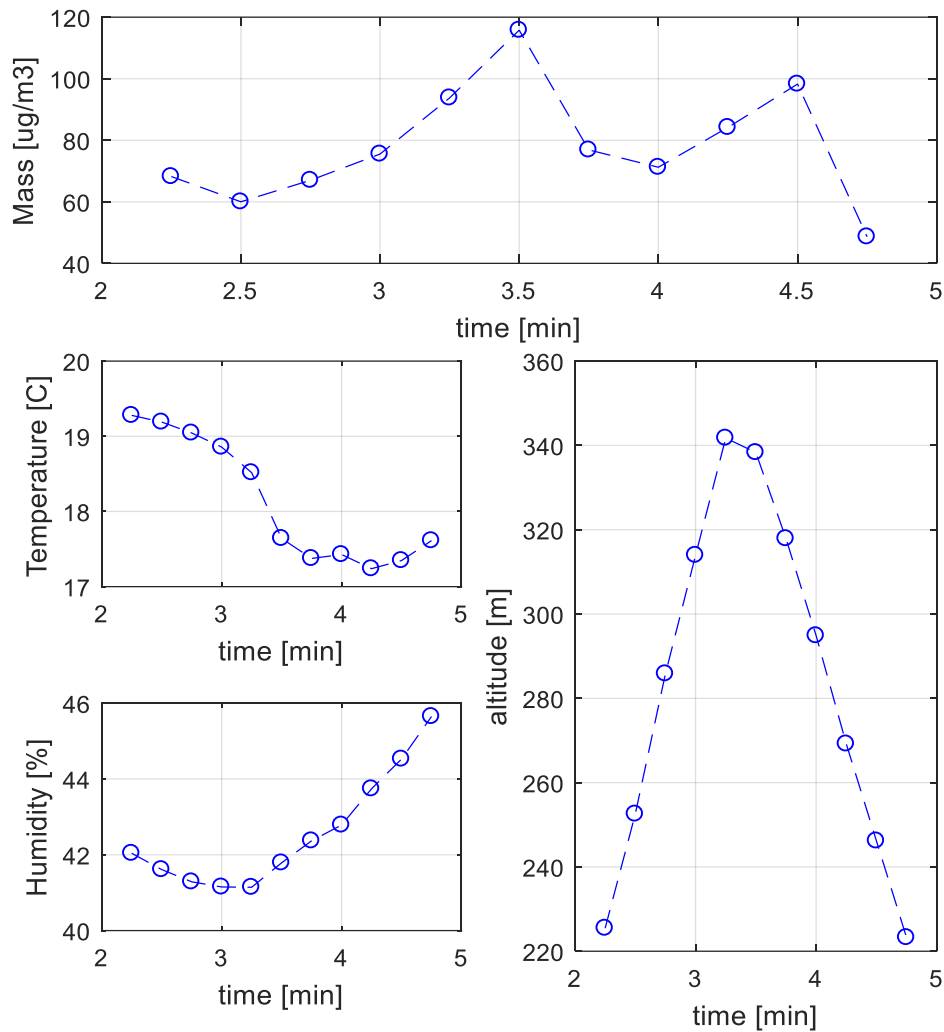 120
100
80
60
40
Mass [ug/m3]
2 2.5 3 3.5 4 4.5 5
time [min]
20
19
18
17
Temperature [C]
2 3 4 5
time [min]
46
44
42
40
Humidity [%]
2 3 4 5
time [min]
360
340
320
300
280
260
240
220
altitude [m]
2 3 4 5
time [min]